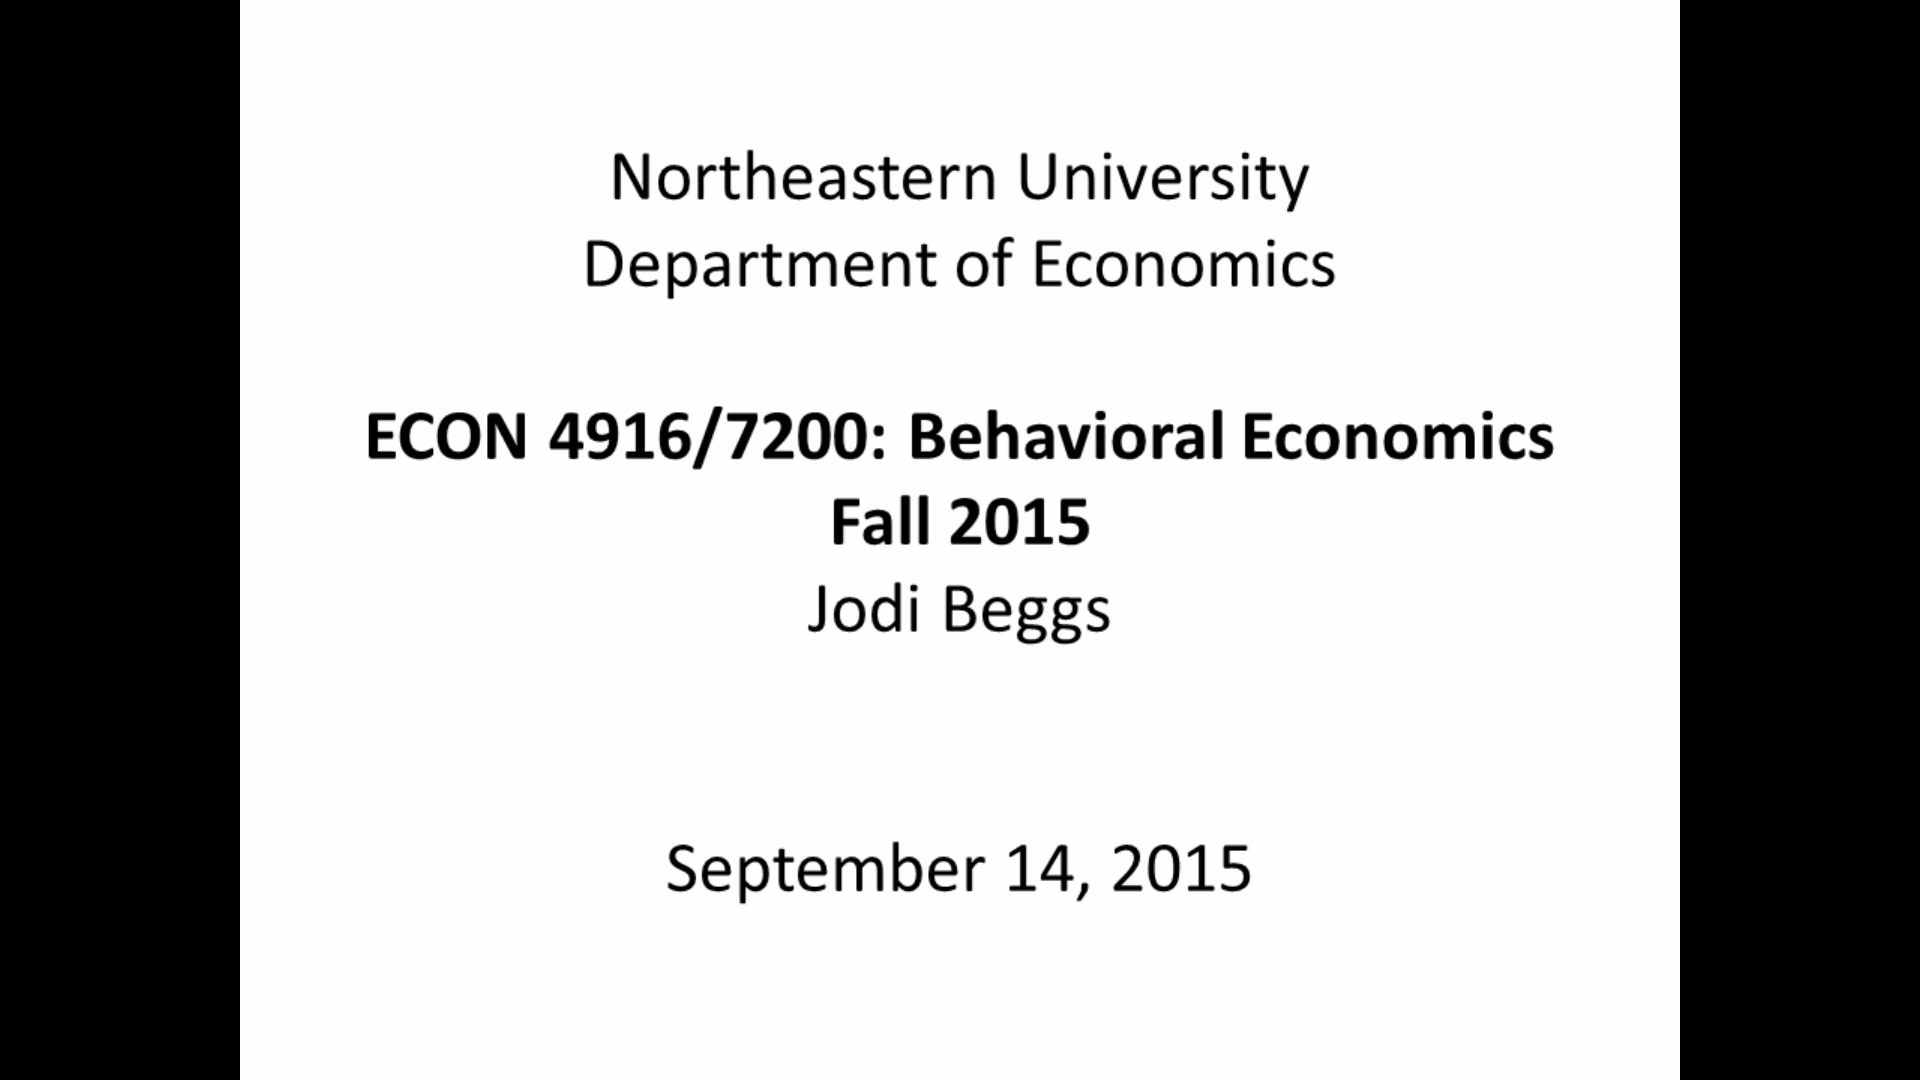 Northeastern University
Department of Economics
ECON 4916/7200: Behavioral Economics
Fall 2015
Jodi Beggs
September 14, 2015